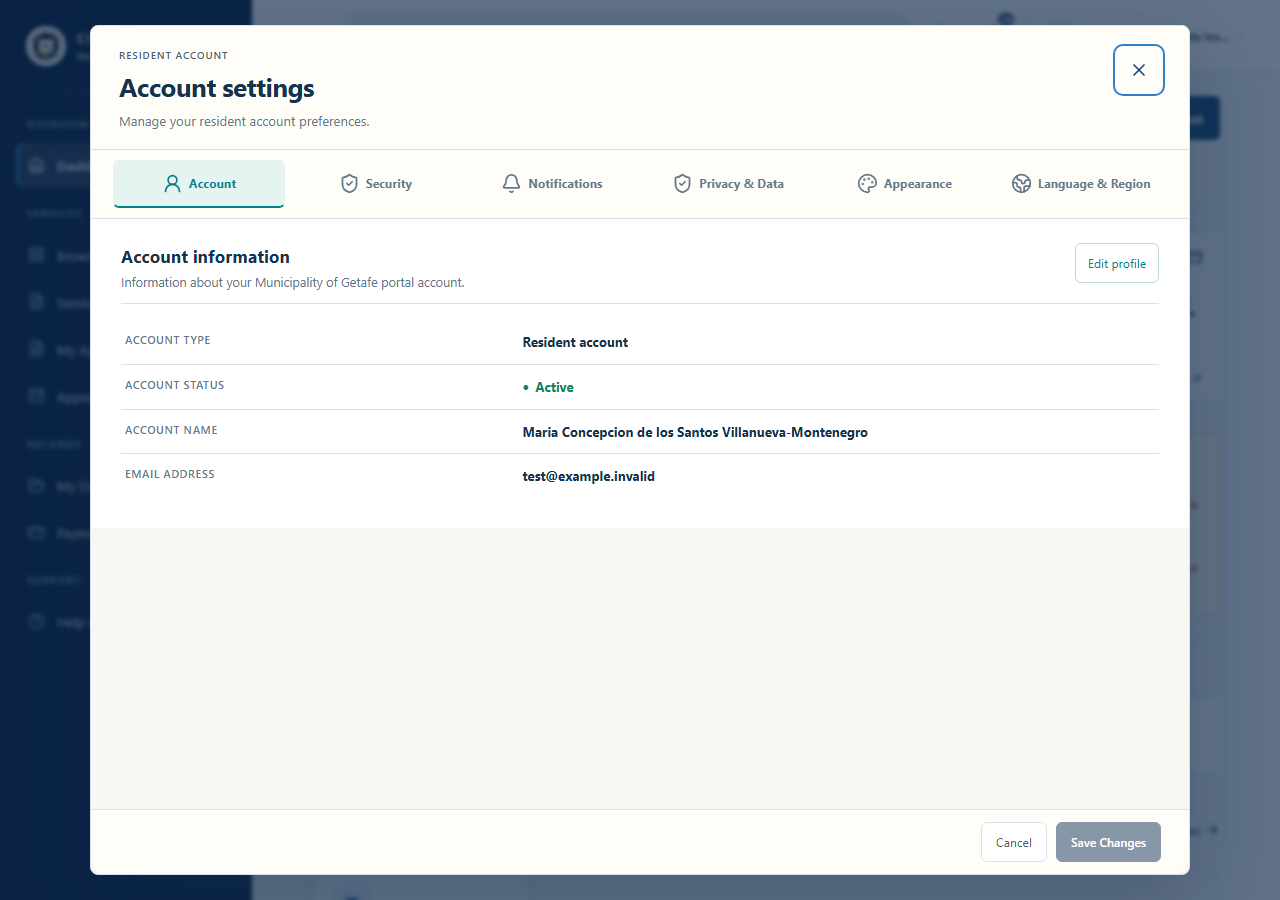 RESIDENT ACCOUNT
Account settings
Manage your resident account preferences.
Account
Security
Notifications
Privacy & Data
Appearance
Language & Region
Account information
Edit profile
Information about your Municipality of Getafe portal account.
ACCOUNT TYPE
Resident account
ACCOUNT STATUS
• Active
ACCOUNT NAME
Maria Concepcion de los Santos Villanueva-Montenegro
EMAIL ADDRESS
test@example.invalid
Cancel
Save Changes